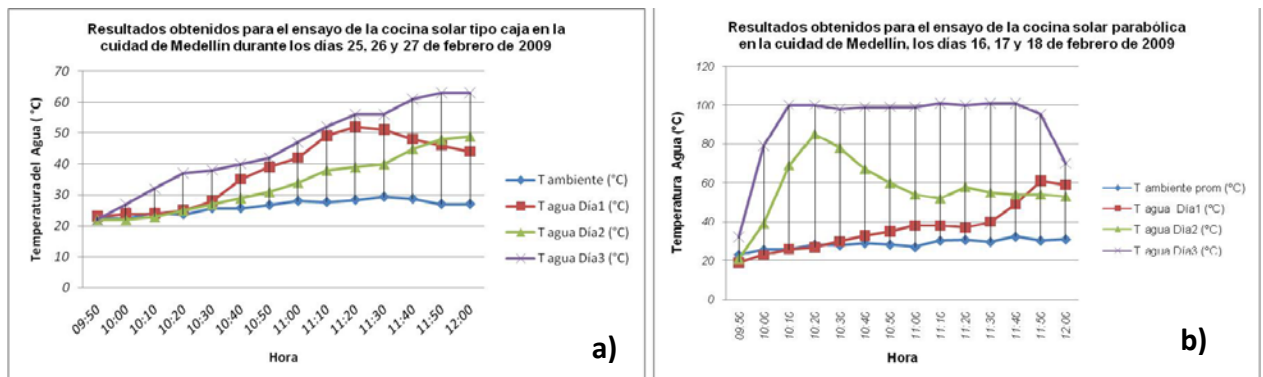 Resultados obtenidos para el ensayo de la cocina solar tipo caja en la
cuidad de Medellín durante los días 25, 26 y 27 de febrero de 2009
Temperatura del Agua (°C)
70
60
50
40
30
20
10
0
09:50
10:00
10:10
10:20
10:30
10:40
10:50
11:00
11:10
11:20
11:30
11:40
11:50
12:00
Hora
T ambiente (°C)
T agua Día1 (°C)
T agua Día2 (°C)
T agua Día3 (°C)
a)
Resultados obtenidos para el ensayo de la cocina solar parabólica
en la cuidad de Medellín, los días 16, 17 y 18 de febrero de 2009
Temperatura Agua (°C)
120
100
80
60
40
20
0
09:50
10:00
10:10
10:20
10:30
10:40
10:50
11:00
11:10
11:20
11:30
11:40
11:50
12:00
Hora
T ambiente prom (ºC)
T agua Día1 (ºC)
T agua Día2 (ºC)
T agua Día3 (ºC)
b)